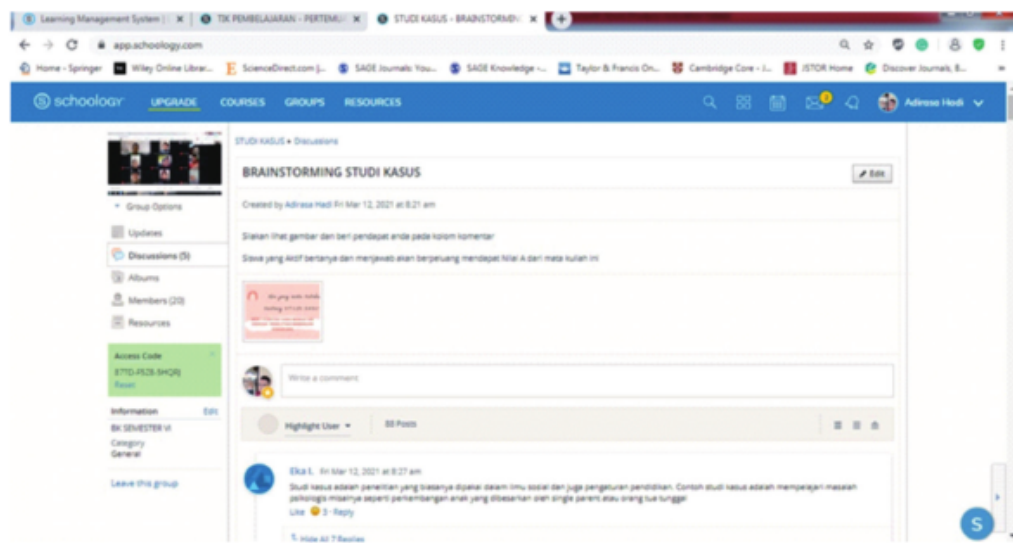 Learning Management System |
TIK PEMBELAJARAN - PERTEMU
STUDI KASUS - BRAINSTORMIN
app.schoology.com
Home - Springer
Wiley Online Librar...
ScienceDirect.com |...
SAGE Journals: You...
SAGE Knowledge -...
Taylor & Francis On...
Cambridge Core - J...
JSTOR Home
Discover Journals, B...
schoology UPGRADE COURSES GROUPS RESOURCES
Adirasa Hadi
STUDI KASUS Discussions
BRAINSTORMING STUDI KASUS
Edit
Created by Adirasa Hadi Fri Mar 12, 2021 at 8:21 am
Silakan lihat gambar dan beri pendapat anda pada kolom komentar
Siswa yang Aktif bertanya dan menjawab akan berpeluang mendapat Nilai A dari mata kuliah ini
Group Options
Updates
Discussions (5)
Albums
Members (20)
Resources
Access Code
Reset
Information Edit
BK SEMESTER VI
Category
General
Leave this group
Write a comment
Highlight User
88 Posts
Eka I. Fri Mar 12, 2021 at 8:27 am
Studi kasus adalah penelitian yang biasanya dipakai dalam ilmu sosial dan juga pengaturan pendidikan. Contoh studi kasus adalah mempelajari masalah
psikologis misalnya seperti perkembangan anak yang dibesarkan oleh single parent atau orang tua tunggal
Like 3 · Reply
Hide All 7 Replies
S